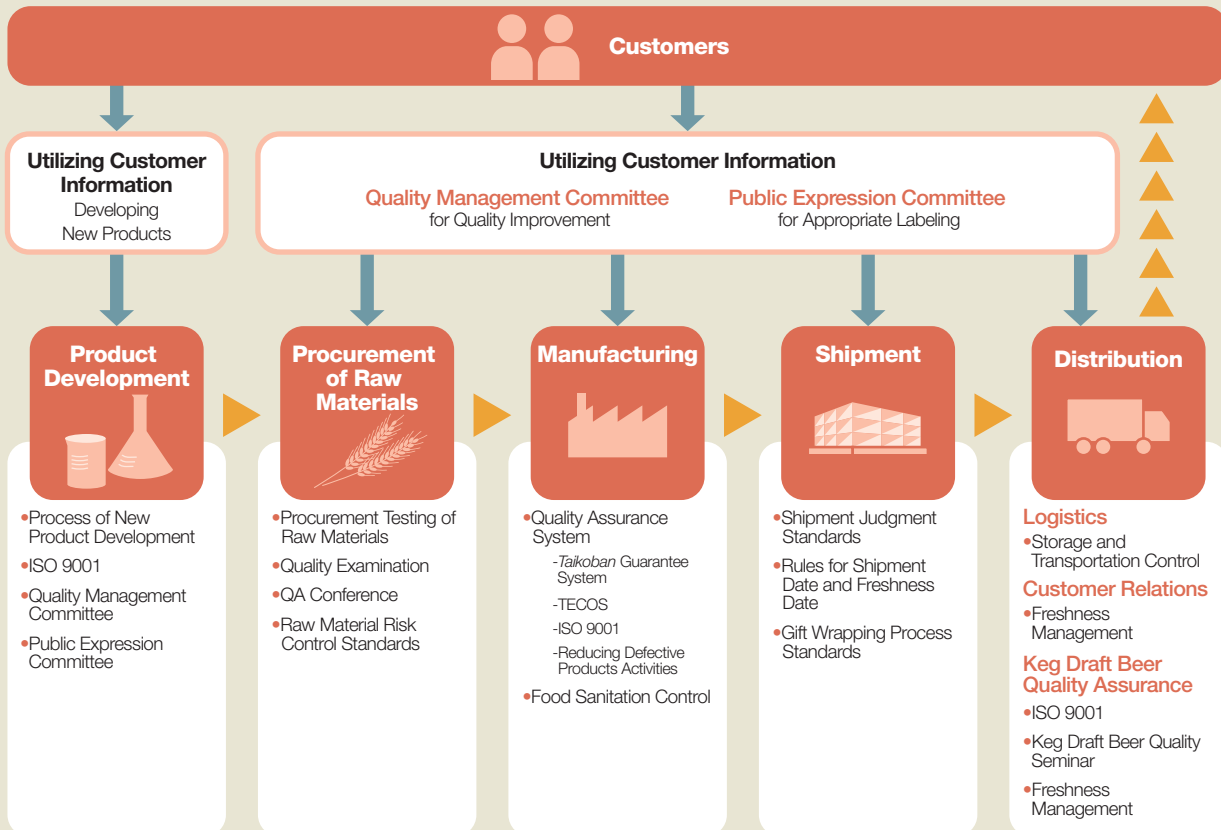 Customers
Utilizing Customer
Information
Developing
New Products
Utilizing Customer Information
Quality Management Committee
for Quality Improvement
Public Expression Committee
for Appropriate Labeling
Product
Development
•Process of New
Product Development
•ISO 9001
•Quality Management
Committee
•Public Expression
Committee
Procurement
of Raw
Materials
•Procurement Testing of
Raw Materials
•Quality Examination
•QA Conference
•Raw Material Risk
Control Standards
Manufacturing
•Quality Assurance
System
-Taikoban Guarantee
System
-TECOS
-ISO 9001
-Reducing Defective
Products Activities
•Food Sanitation Control
Shipment
•Shipment Judgment
Standards
•Rules for Shipment
Date and Freshness
Date
•Gift Wrapping Process
Standards
Distribution
Logistics
•Storage and
Transportation Control
Customer Relations
•Freshness
Management
Keg Draft Beer
Quality Assurance
•ISO 9001
•Keg Draft Beer Quality
Seminar
•Freshness
Management